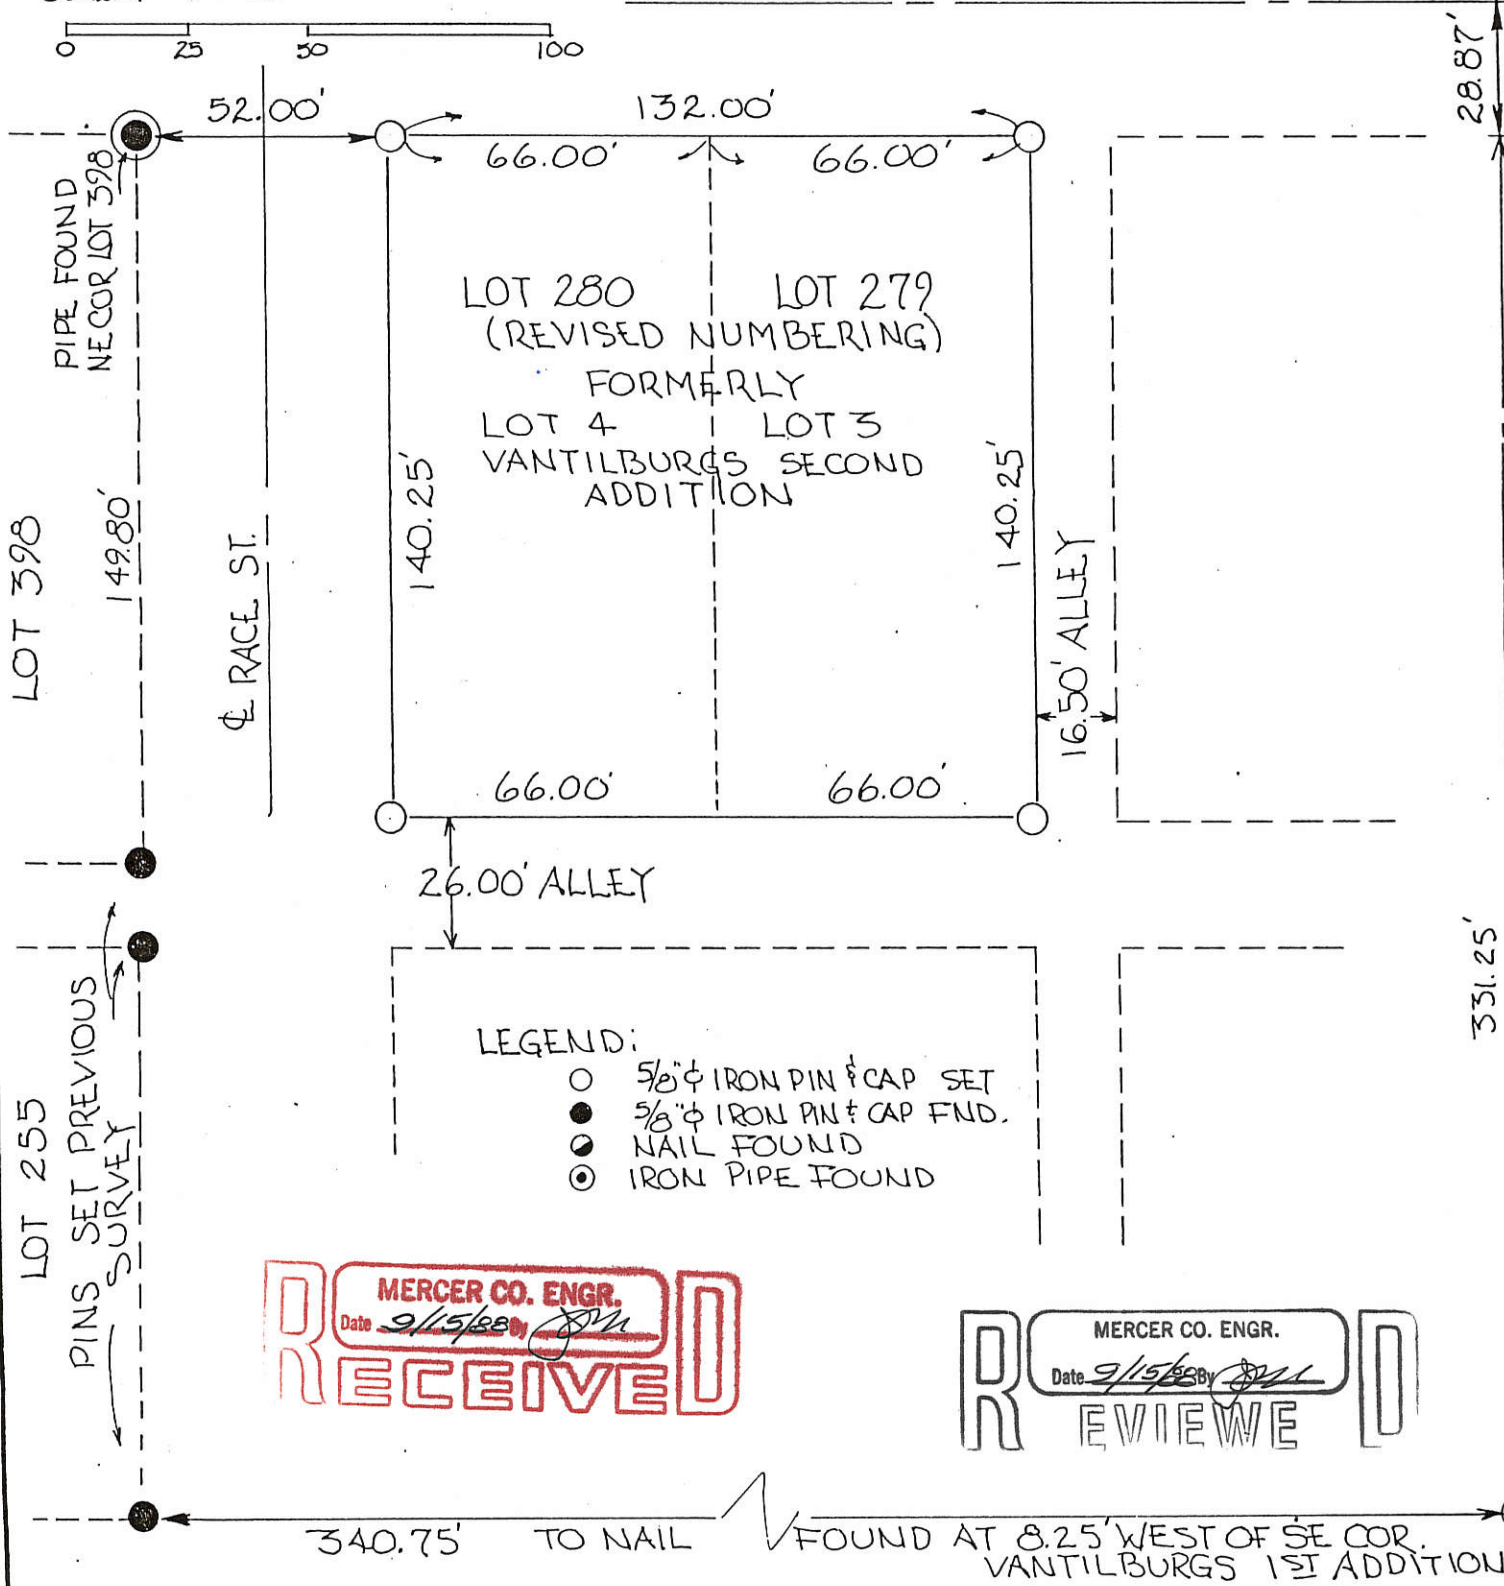 0 25 50 100
28.87'
52.00' 132.00'
66.00' 66.00'
PIPE FOUND
NE COR LOT 398
LOT 280 LOT 279
(REVISED NUMBERING)
FORMERLY
LOT 4 LOT 3
VANTILBURGS SECOND
ADDITION
140.25'
140.25'
149.80'
LOT 398
℄ RACE ST.
16.50' ALLEY
66.00' 66.00'
26.00' ALLEY
331.25'
LEGEND:
5/8"⌀ IRON PIN & CAP SET
5/8"⌀ IRON PIN & CAP FND.
NAIL FOUND
IRON PIPE FOUND
LOT 255
PINS SET PREVIOUS
SURVEY
MERCER CO. ENGR.
Date 9/15/88 By
RECEIVED
MERCER CO. ENGR.
Date 9/15/88 By
REVIEWED
340.75' TO NAIL FOUND AT 8.25' WEST OF SE COR.
VANTILBURGS 1ST ADDITION